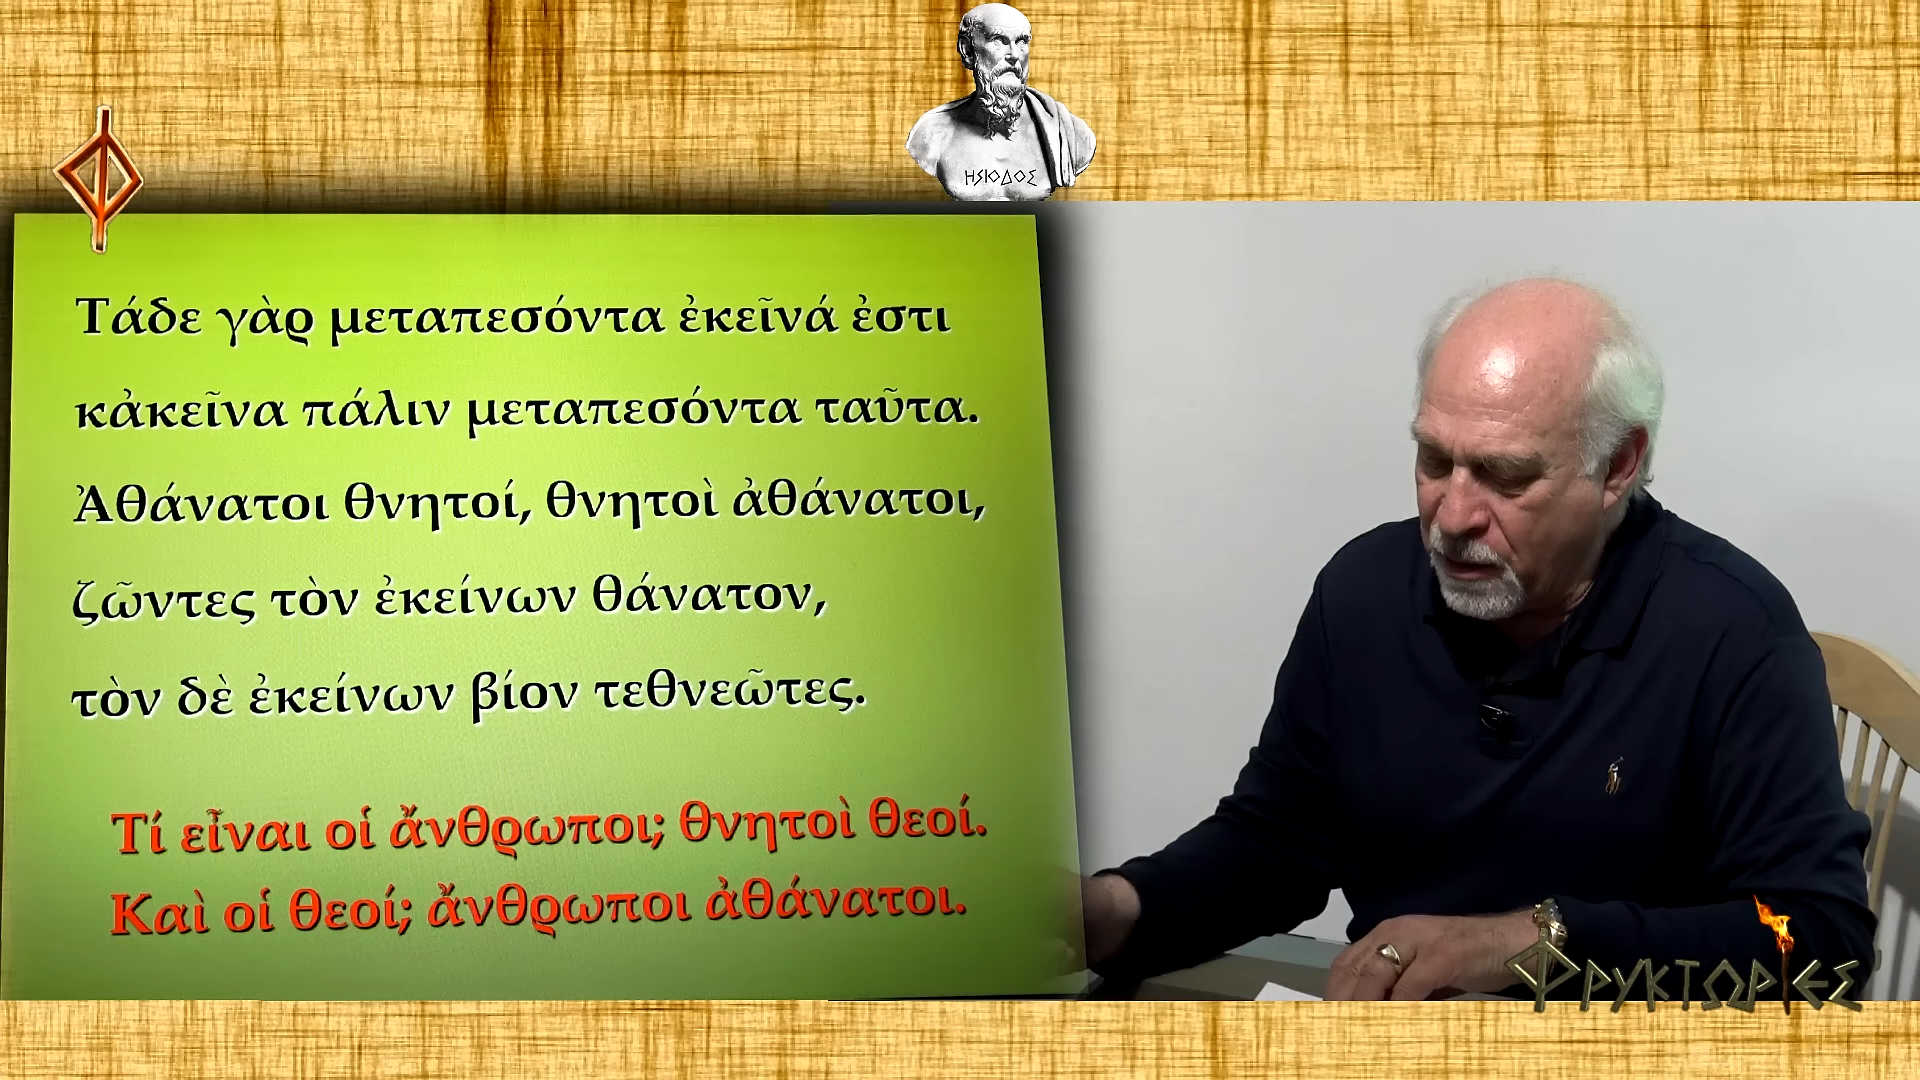 ΗΣΙΟΔΟΣ
Τάδε γὰρ μεταπεσόντα ἐκεῖνά ἐστι
κἀκεῖνα πάλιν μεταπεσόντα ταῦτα.
Ἀθάνατοι θνητοί, θνητοὶ ἀθάνατοι,
ζῶντες τὸν ἐκείνων θάνατον,
τὸν δὲ ἐκείνων βίον τεθνεῶτες.
Τί εἶναι οἱ ἄνθρωποι; θνητοὶ θεοί.
Καὶ οἱ θεοί; ἄνθρωποι ἀθάνατοι.
ΦΡΥΚΤΩΡΙΕΣ